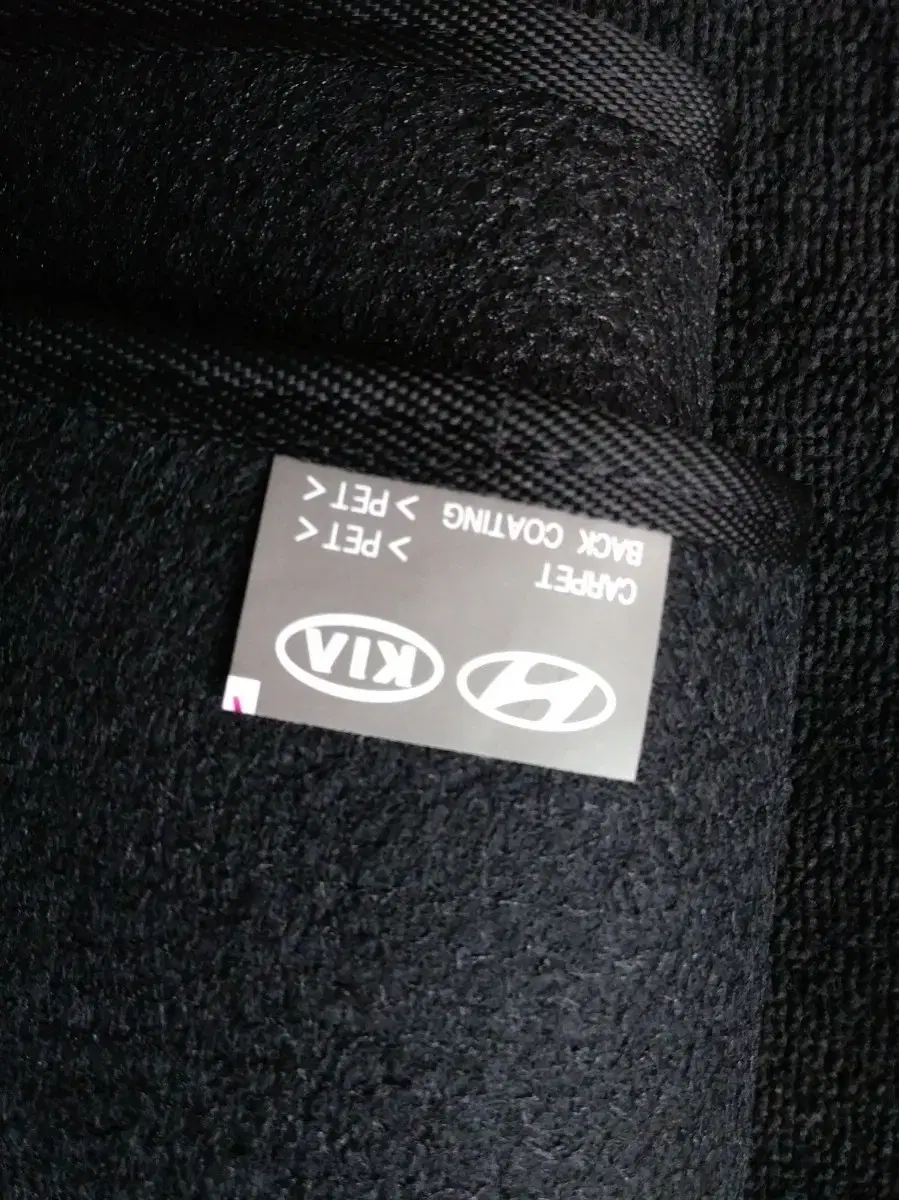 KIA
CARPET > PET <
BACK COATING > PET <